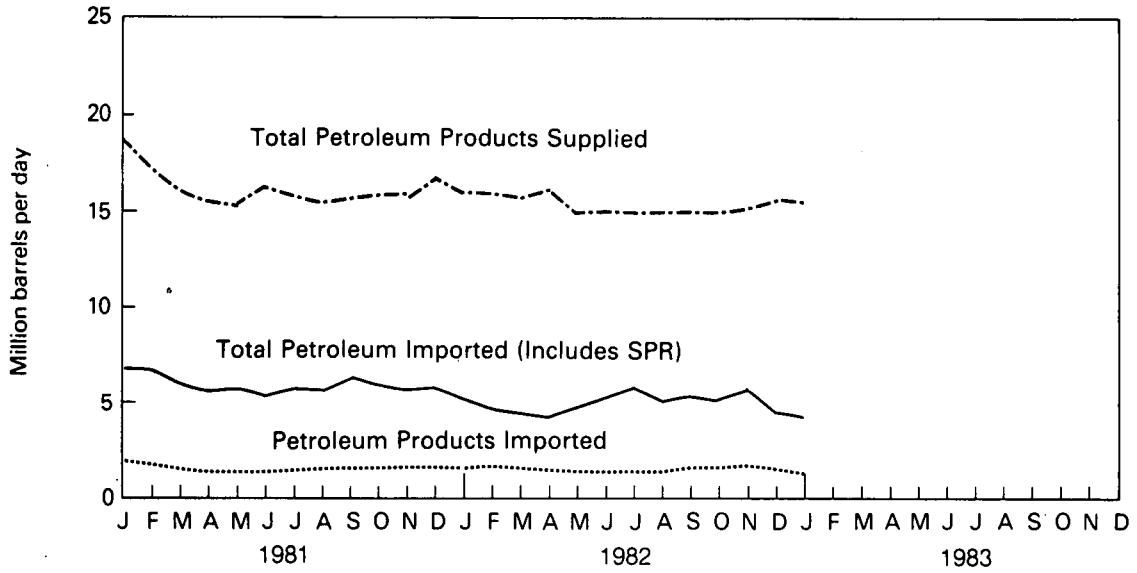 25
20
15
10
5
0
Million barrels per day
Total Petroleum Products Supplied
Total Petroleum Imported (Includes SPR)
Petroleum Products Imported
J F M A M J J A S O N D J F M A M J J A S O N D J F M A M J J A S O N D
1981 1982 1983